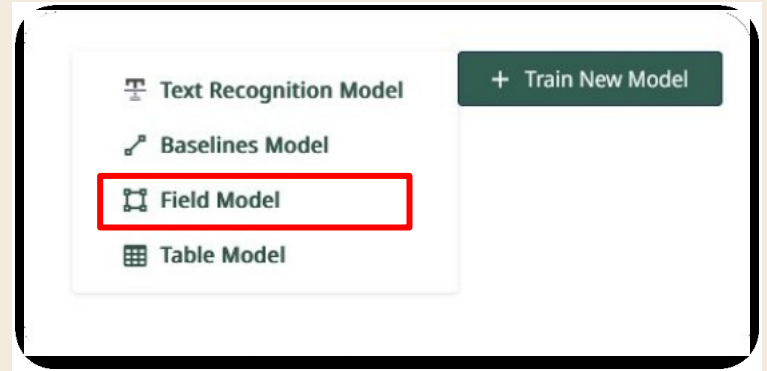 Text Recognition Model
+ Train New Model
Baselines Model
Field Model
Table Model